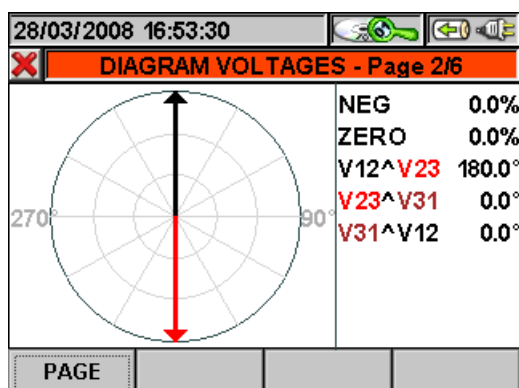 28/03/2008 16:53:30
DIAGRAM VOLTAGES - Page 2/6
NEG 0.0%
ZERO 0.0%
V12^V23 180.0°
270° 90° V23^V31 0.0°
V31^V12 0.0°
PAGE